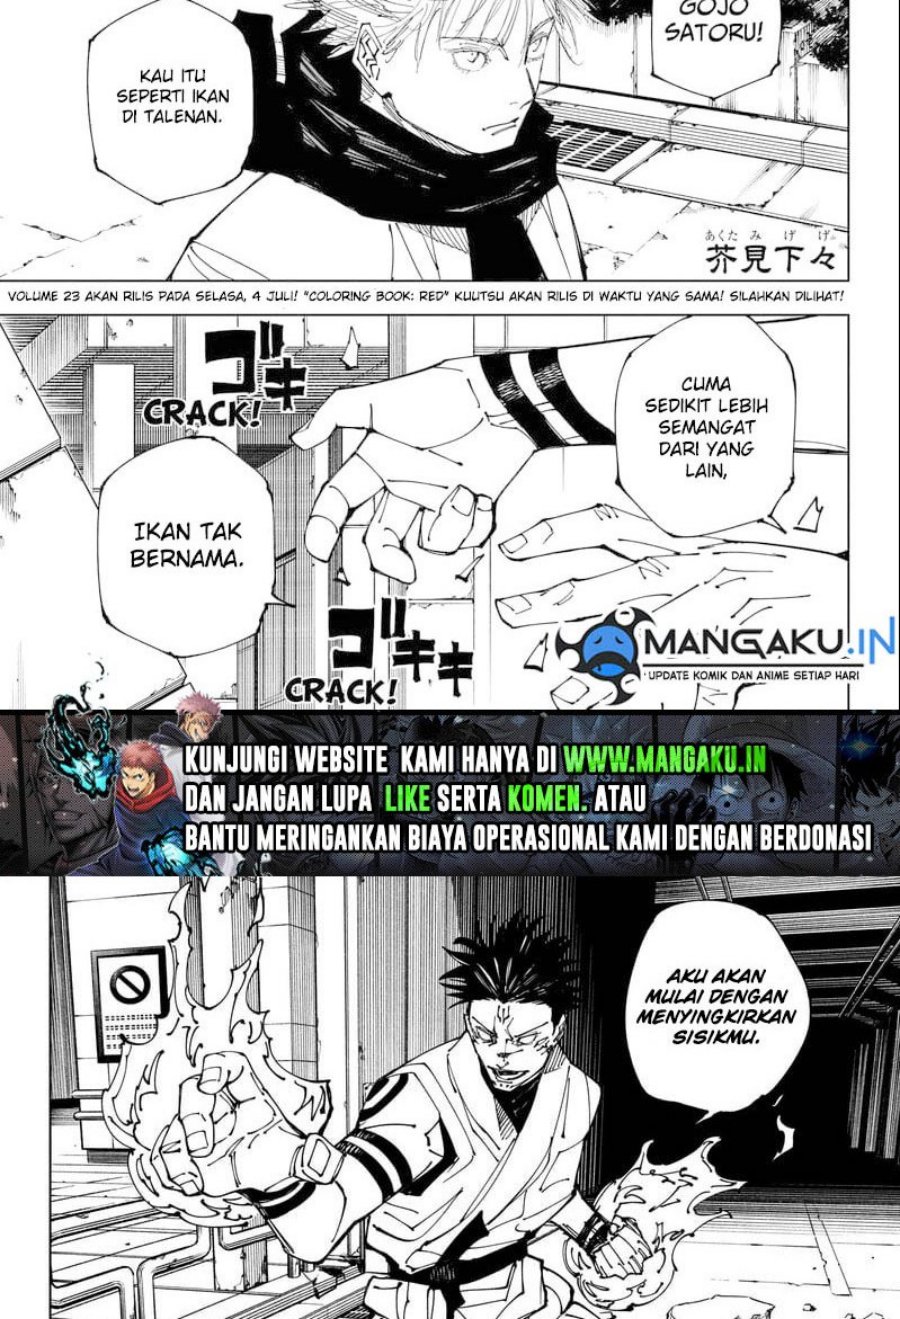 GOJO
SATORU!
KAU ITU
SEPERTI IKAN
DI TALENAN.
あくた み げ げ
芥見下々
VOLUME 23 AKAN RILIS PADA SELASA, 4 JULI! "COLORING BOOK: RED" KUUTSU AKAN RILIS DI WAKTU YANG SAMA! SILAHKAN DILIHAT!
ゴキ
CRACK!
CUMA
SEDIKIT LEBIH
SEMANGAT
DARI YANG
LAIN,
IKAN TAK
BERNAMA.
ゴキキ
CRACK!
MANGAKU.IN
UPDATE KOMIK DAN ANIME SETIAP HARI
KUNJUNGI WEBSITE KAMI HANYA DI WWW.MANGAKU.IN
DAN JANGAN LUPA LIKE SERTA KOMEN. ATAU
BANTU MERINGANKAN BIAYA OPERASIONAL KAMI DENGAN BERDONASI
AKU AKAN
MULAI DENGAN
MENYINGKIRKAN
SISIKMU.